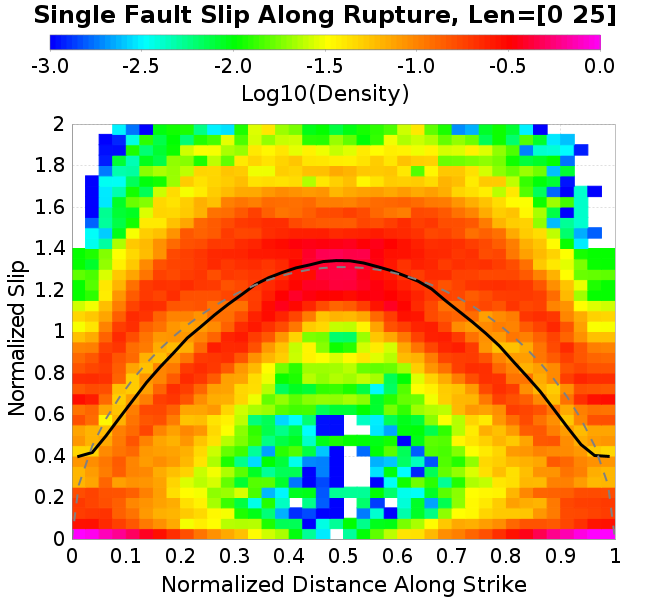 Single Fault Slip Along Rupture, Len=[0 25]
-3.0 -2.5 -2.0 -1.5 -1.0 -0.5 0.0
Log10(Density)
2
1.8
1.6
1.4
1.2
1
0.8
0.6
0.4
0.2
0
Normalized Slip
0 0.1 0.2 0.3 0.4 0.5 0.6 0.7 0.8 0.9 1
Normalized Distance Along Strike